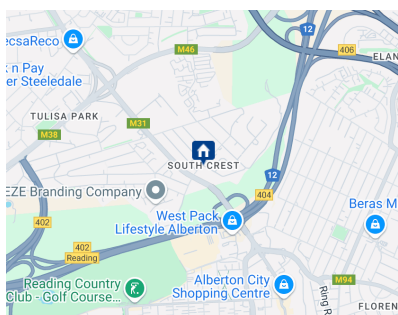 12
ecsaReco
M46
406
ELAN
k n Pay
er Steeledale
TULISA PARK
M31
M38
SOUTH CREST
12
EZE Branding Company
404
402
West Pack
Lifestyle Alberton
Beras M
402
Reading
Reading Country
Club - Golf Course...
Alberton City
Shopping Centre
M94
Ring R
FLOREN